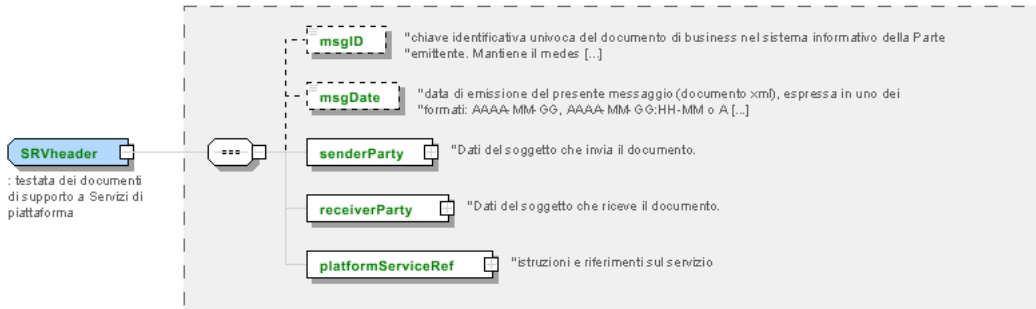 msgID
"chiave identificativa univoca del documento di business nel sistema informativo della Parte
"emittente. Mantiene il medes [...]
msgDate
"data di emissione del presente messaggio (documento xml), espressa in uno dei
"formati: AAAA-MM-GG, AAAA-MM-GG:HH-MM o A [...]
SRVheader
: testata dei documenti
di supporto a Servizi di
piattaforma
senderParty
"Dati del soggetto che invia il documento.
receiverParty
"Dati del soggetto che riceve il documento.
platformServiceRef
"istruzioni e riferimenti sul servizio